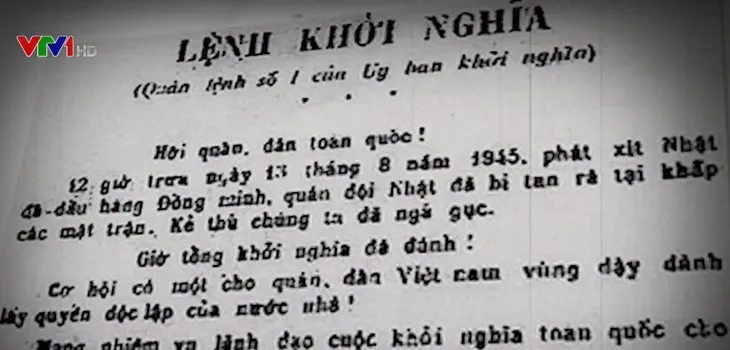 VTV1 HD
LỆNH KHỞI NGHĨA
(Quân lệnh số 1 của Ủy ban khởi nghĩa)
Hỡi quân, dân toàn quốc !
12 giờ trưa ngày 13 tháng 8 năm 1945, phát xít Nhật
đã đầu hàng Đồng minh, quân đội Nhật đã bị tan rã tại khắp
các mặt trận. Kẻ thù chúng ta đã ngã gục.
Giờ tổng khởi nghĩa đã đánh !
Cơ hội có một cho quân, dân Việt nam vùng dậy dành
lấy quyền độc lập của nước nhà !
Mang nhiệm vụ lãnh đạo cuộc khởi nghĩa toàn quốc cho